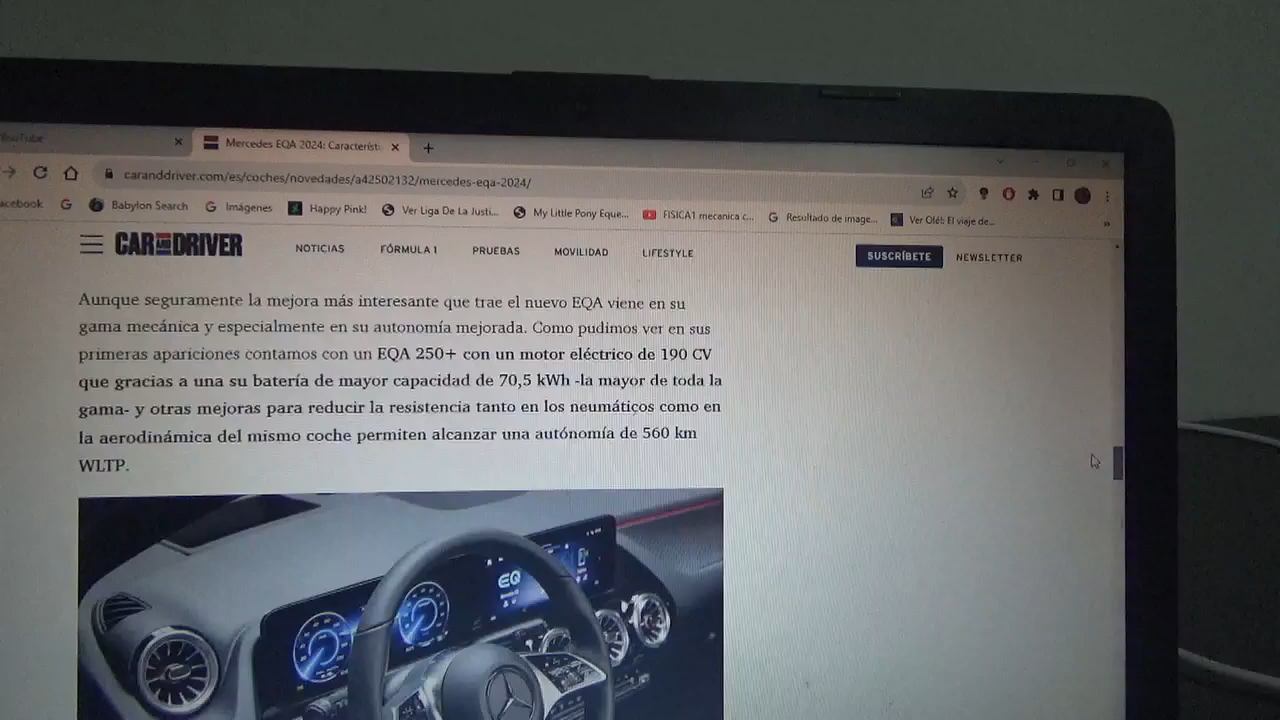 YouTube
Mercedes EQA 2024: Característi
caranddriver.com/es/coches/novedades/a42502132/mercedes-eqa-2024/
acebook
Babylon Search
Imágenes
Happy Pink!
Ver Liga De La Justi...
My Little Pony Eque...
FISICA1 mecanica c...
Resultado de image...
Ver Olé!: El viaje de...
CAR AND DRIVER
NOTICIAS
FÓRMULA 1
PRUEBAS
MOVILIDAD
LIFESTYLE
SUSCRÍBETE
NEWSLETTER
Aunque seguramente la mejora más interesante que trae el nuevo EQA viene en su
gama mecánica y especialmente en su autonomía mejorada. Como pudimos ver en sus
primeras apariciones contamos con un EQA 250+ con un motor eléctrico de 190 CV
que gracias a una su batería de mayor capacidad de 70,5 kWh -la mayor de toda la
gama- y otras mejoras para reducir la resistencia tanto en los neumáticos como en
la aerodinámica del mismo coche permiten alcanzar una autónomía de 560 km
WLTP.
EQ